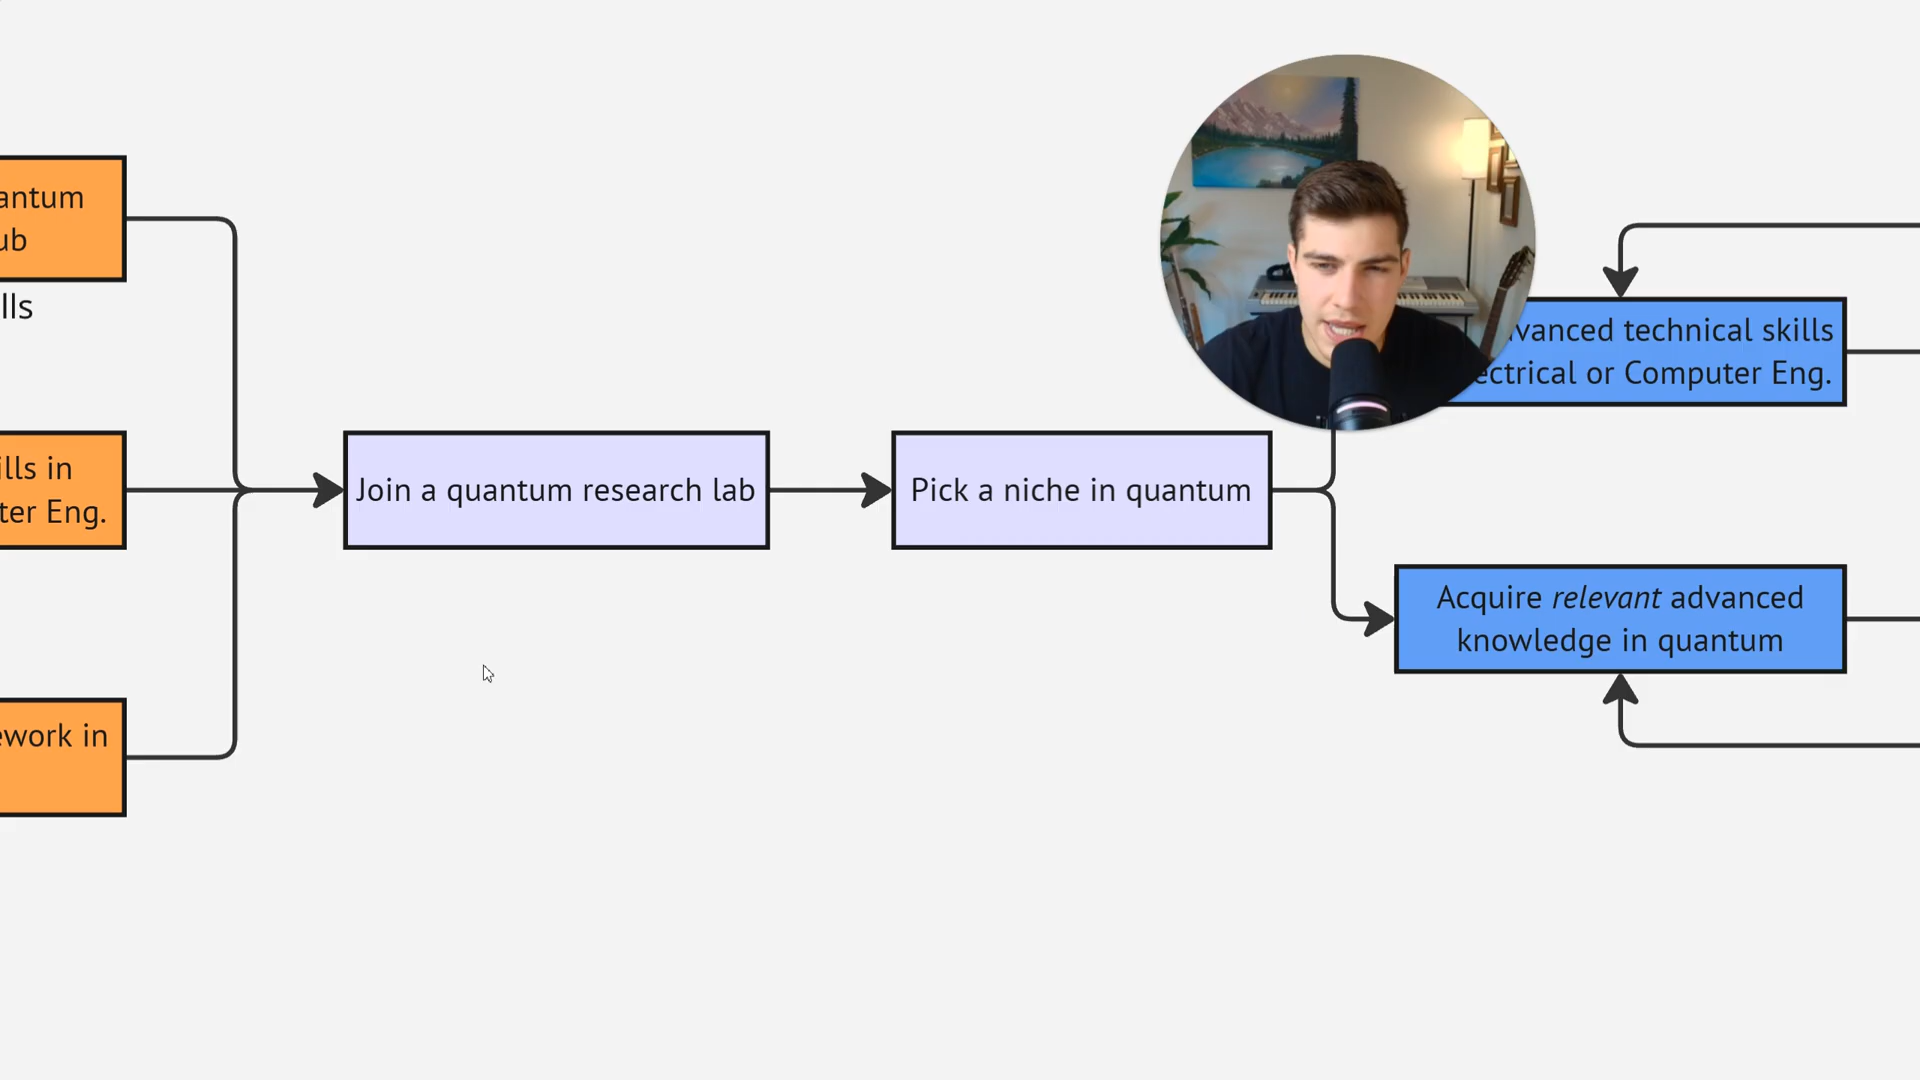 antum
ub
lls
ills in
ter Eng.
ework in
Join a quantum research lab
Pick a niche in quantum
vanced technical skills
ectrical or Computer Eng.
Acquire relevant advanced
knowledge in quantum